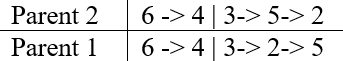 Parent 2 6 -> 4 | 3-> 5-> 2
Parent 1 6 -> 4 | 3-> 2-> 5